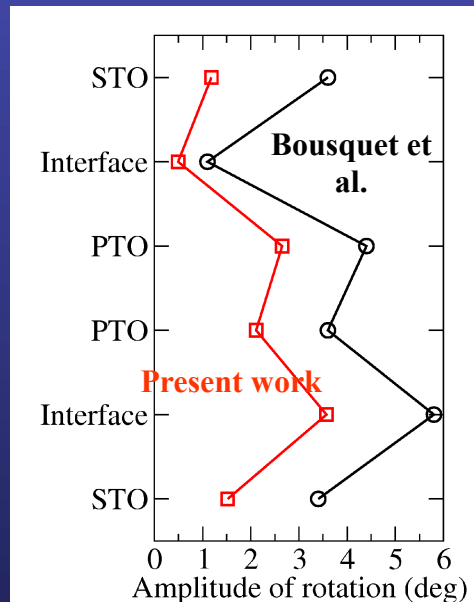 STO
Interface
Bousquet et
al.
PTO
PTO
Present work
Interface
STO
0 1 2 3 4 5 6
Amplitude of rotation (deg)